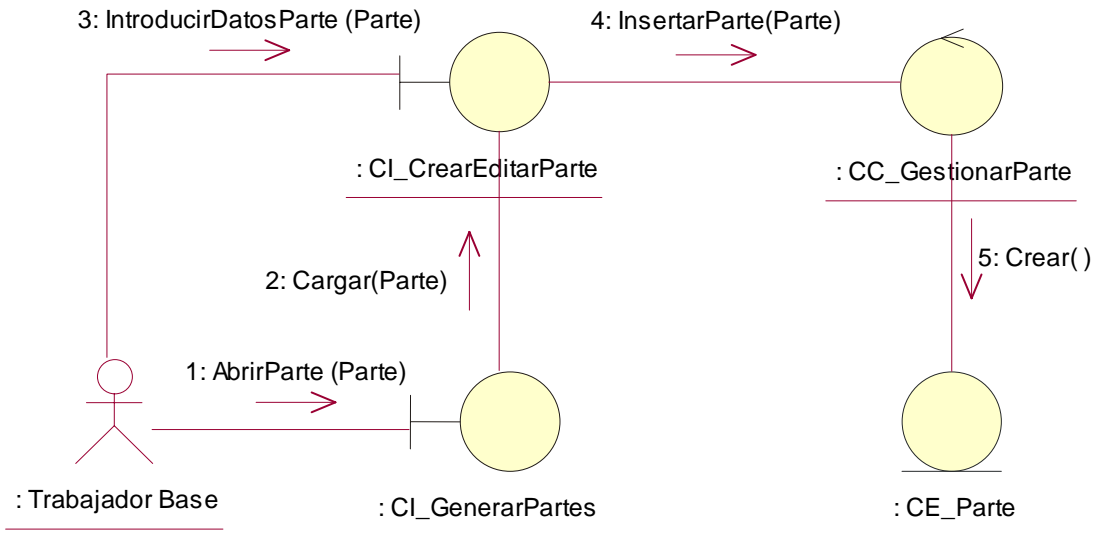 3: IntroducirDatosParte (Parte)
4: InsertarParte(Parte)
: CI_CrearEditarParte
: CC_GestionarParte
2: Cargar(Parte)
5: Crear( )
1: AbrirParte (Parte)
: Trabajador Base
: CI_GenerarPartes
: CE_Parte